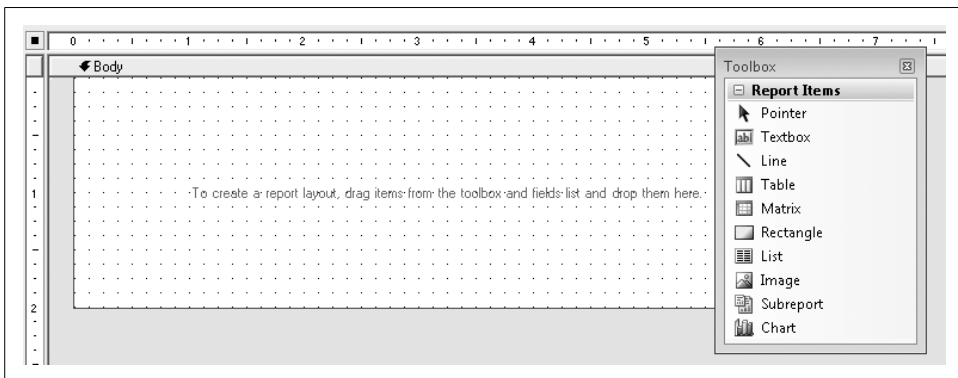 0 1 2 3 4 5 6 7
Body
To create a report layout, drag items from the toolbox and fields list and drop them here.
1
2
Toolbox
Report Items
Pointer
abl Textbox
Line
Table
Matrix
Rectangle
List
Image
Subreport
Chart